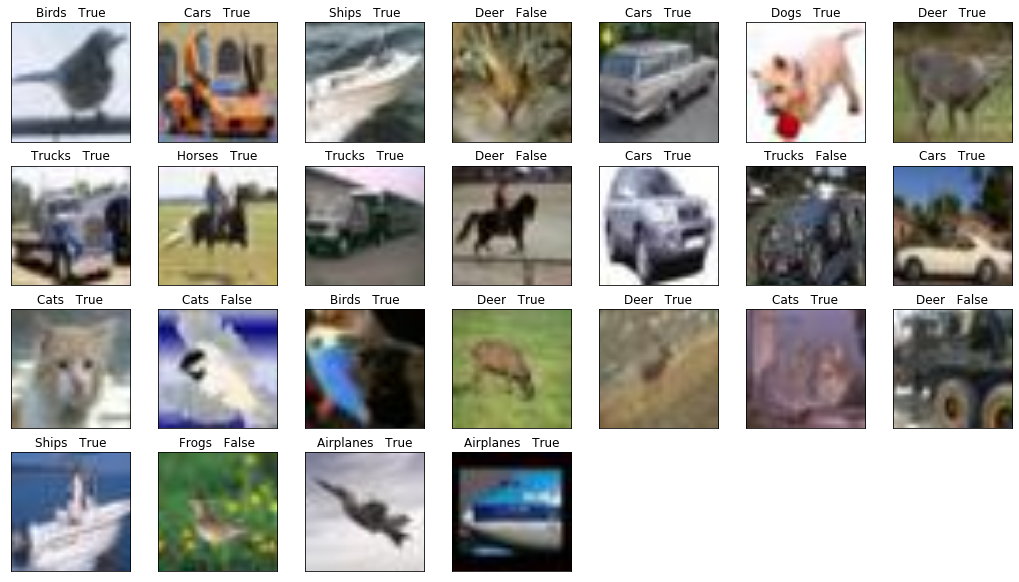 Birds True
Cars True
Ships True
Deer False
Cars True
Dogs True
Deer True
Trucks True
Horses True
Trucks True
Deer False
Cars True
Trucks False
Cars True
Cats True
Cats False
Birds True
Deer True
Deer True
Cats True
Deer False
Ships True
Frogs False
Airplanes True
Airplanes True